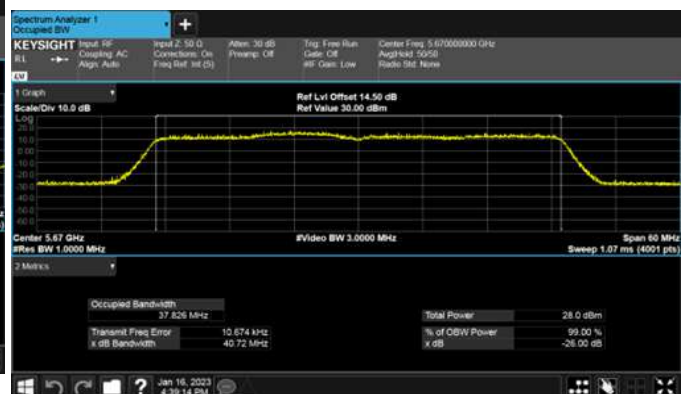 Spectrum Analyzer 1
Occupied BW
+
KEYSIGHT Input: RF Input Z: 50 Ω Atten: 30 dB Trig: Free Run Center Freq: 5.670000000 GHz
RL Coupling: AC Corrections: On Preamp: Off Gate: Off Avg|Hold: 50/50
Align: Auto Freq Ref: Int (S) #IF Gain: Low Radio Std: None
1 Graph
Ref Lvl Offset 14.50 dB
Scale/Div 10.0 dB Ref Value 30.00 dBm
Log
20.0
10.0
0.00
-10.0
-20.0
-30.0
-40.0
-50.0
-60.0
Center 5.67 GHz #Video BW 3.0000 MHz Span 60 MHz
#Res BW 1.0000 MHz Sweep 1.07 ms (4001 pts)
2 Metrics
Occupied Bandwidth
37.826 MHz Total Power 28.0 dBm
Transmit Freq Error 10.674 kHz % of OBW Power 99.00 %
x dB Bandwidth 40.72 MHz x dB -26.00 dB
? Jan 16, 2023
4:39:14 PM